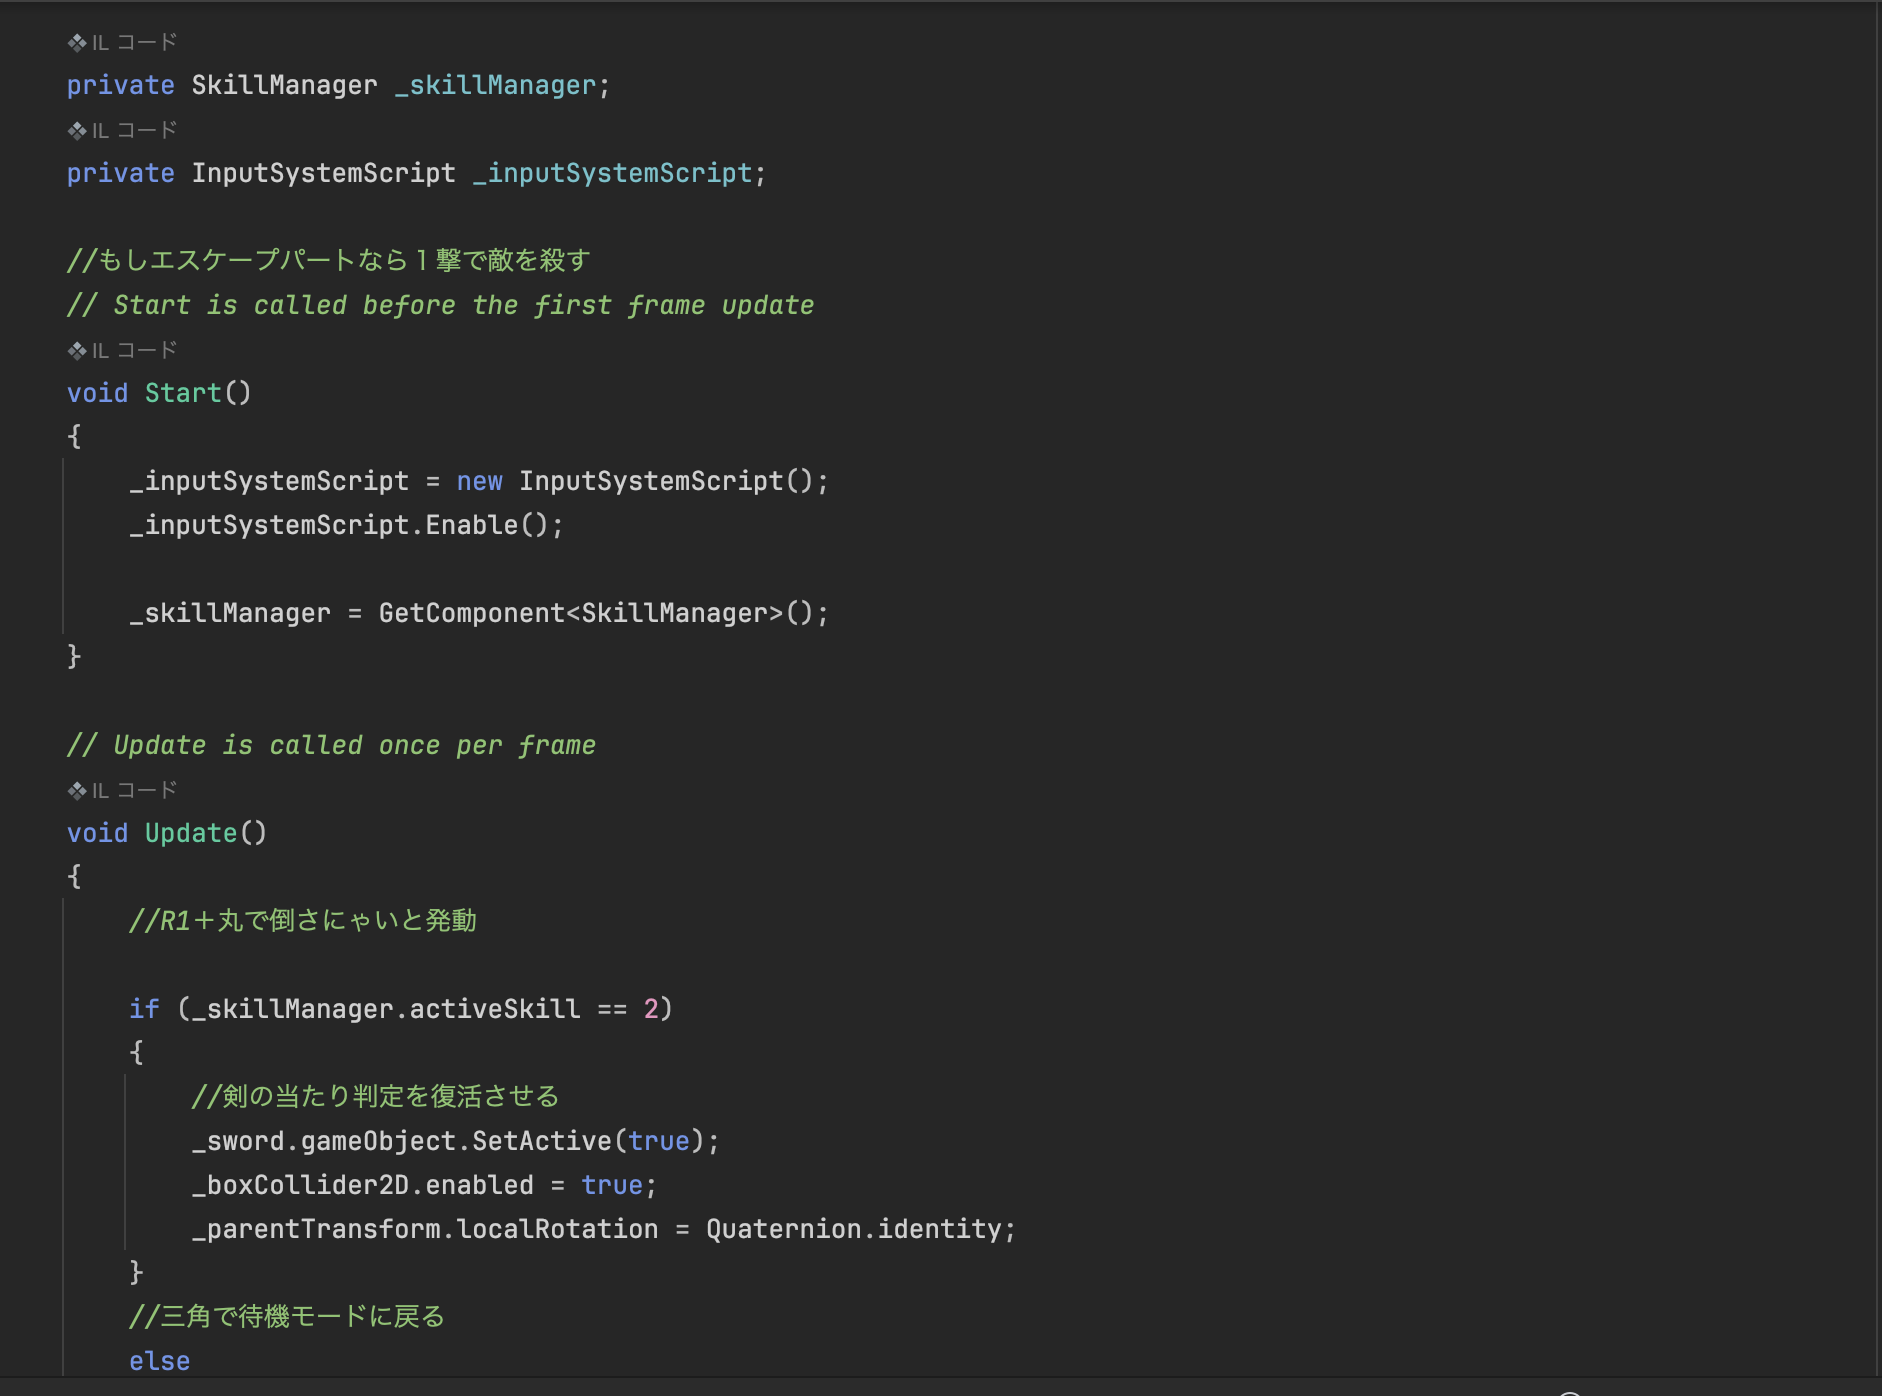 IL コード
private SkillManager _skillManager;
IL コード
private InputSystemScript _inputSystemScript;
//もしエスケープパートなら１撃で敵を殺す
// Start is called before the first frame update
IL コード
void Start()
{
_inputSystemScript = new InputSystemScript();
_inputSystemScript.Enable();
_skillManager = GetComponent<SkillManager>();
}
// Update is called once per frame
IL コード
void Update()
{
//R1＋丸で倒さにゃいと発動
if (_skillManager.activeSkill == 2)
{
//剣の当たり判定を復活させる
_sword.gameObject.SetActive(true);
_boxCollider2D.enabled = true;
_parentTransform.localRotation = Quaternion.identity;
}
//三角で待機モードに戻る
else